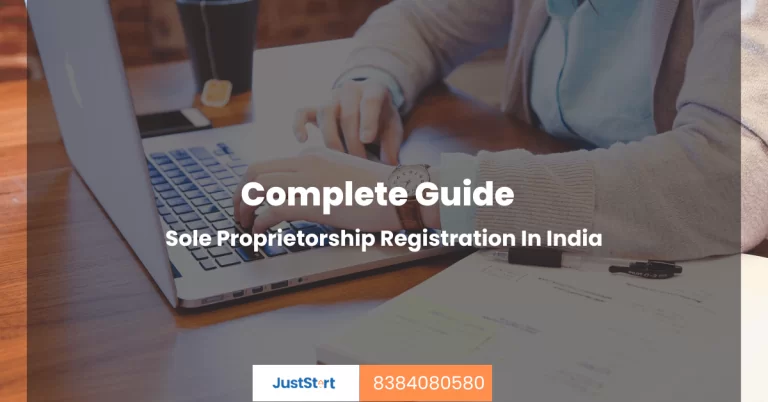 Complete Guide
Sole Proprietorship Registration In India
JustStart 8384080580